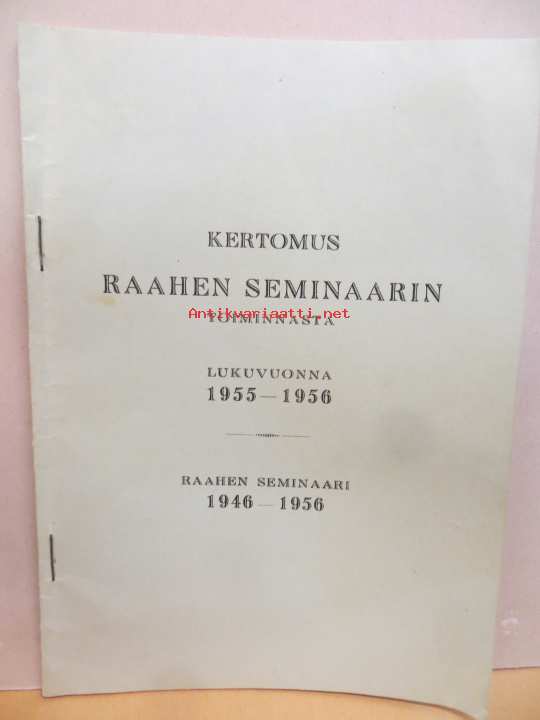 KERTOMUS
RAAHEN SEMINAARIN
Antikvariaatti.net
TOIMINNASTA
LUKUVUONNA
1955 — 1956
RAAHEN SEMINAARI
1946 — 1956